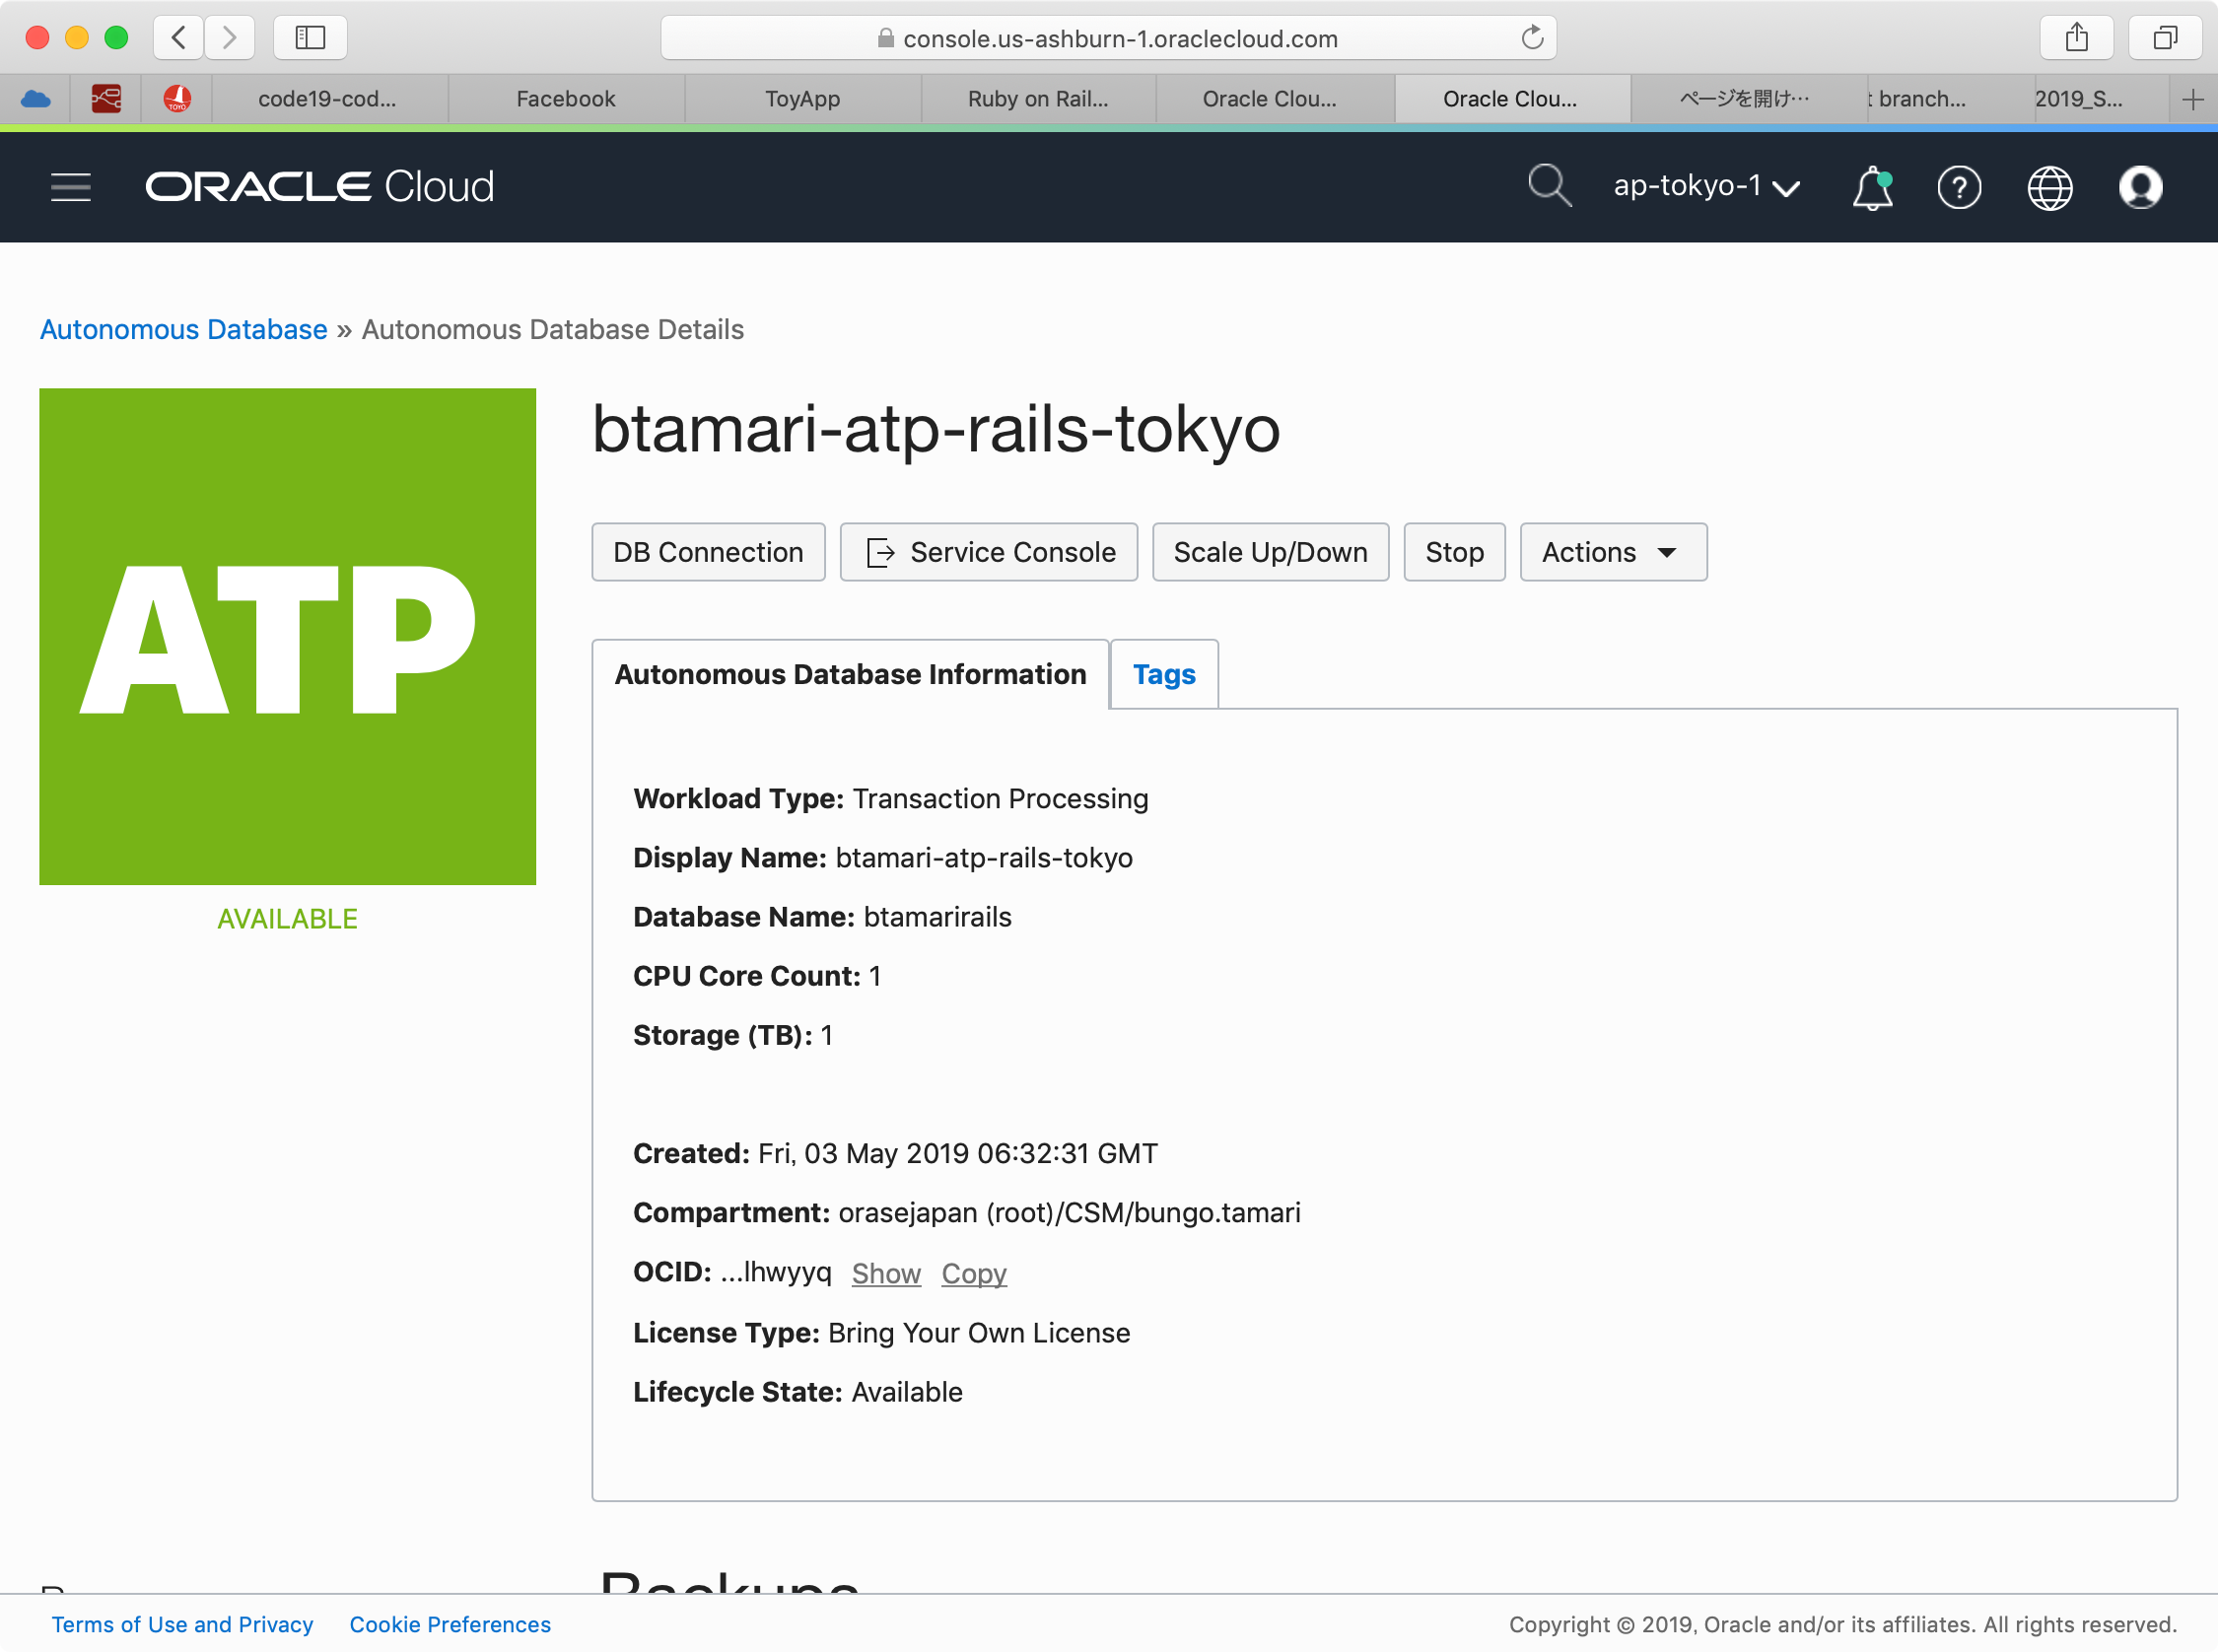 console.us-ashburn-1.oraclecloud.com
TOYO code19-cod... Facebook ToyApp Ruby on Rail... Oracle Clou... Oracle Clou... ページを開け… t branch... 2019_S...
ORACLE Cloud ap-tokyo-1 ?
Autonomous Database » Autonomous Database Details
ATP
AVAILABLE
btamari-atp-rails-tokyo
DB Connection Service Console Scale Up/Down Stop Actions
Autonomous Database Information Tags
Workload Type: Transaction Processing
Display Name: btamari-atp-rails-tokyo
Database Name: btamarirails
CPU Core Count: 1
Storage (TB): 1
Created: Fri, 03 May 2019 06:32:31 GMT
Compartment: orasejapan (root)/CSM/bungo.tamari
OCID: ...lhwyyq Show Copy
License Type: Bring Your Own License
Lifecycle State: Available
Backups
Terms of Use and Privacy Cookie Preferences Copyright © 2019, Oracle and/or its affiliates. All rights reserved.